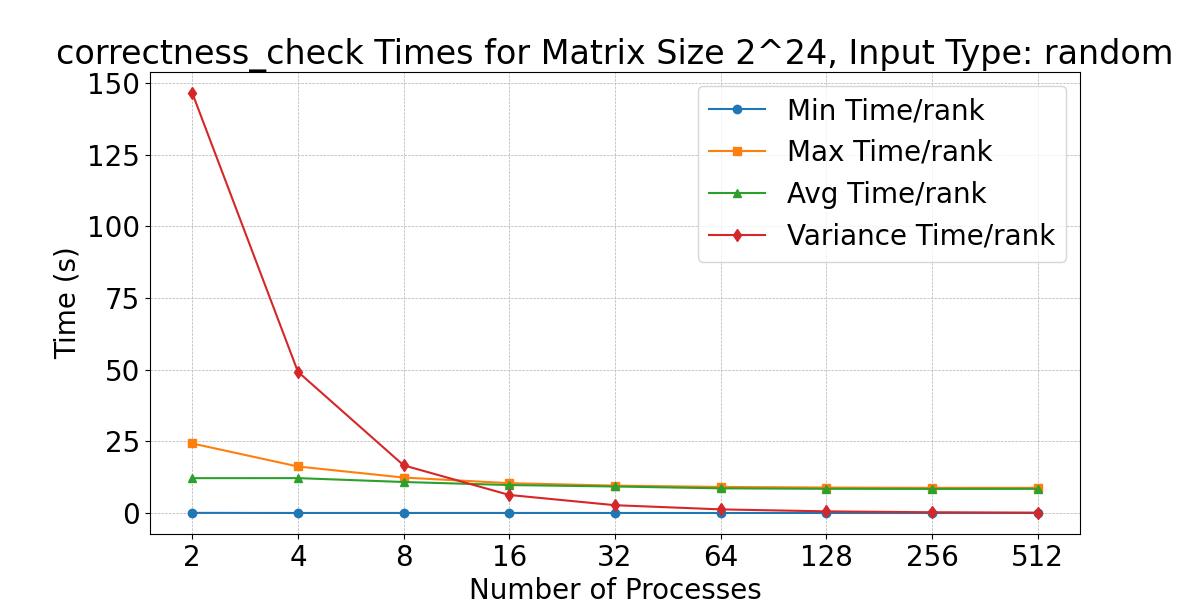 correctness_check Times for Matrix Size 2^24, Input Type: random
150
125
100
75
50
25
0
Time (s)
Min Time/rank
Max Time/rank
Avg Time/rank
Variance Time/rank
2 4 8 16 32 64 128 256 512
Number of Processes